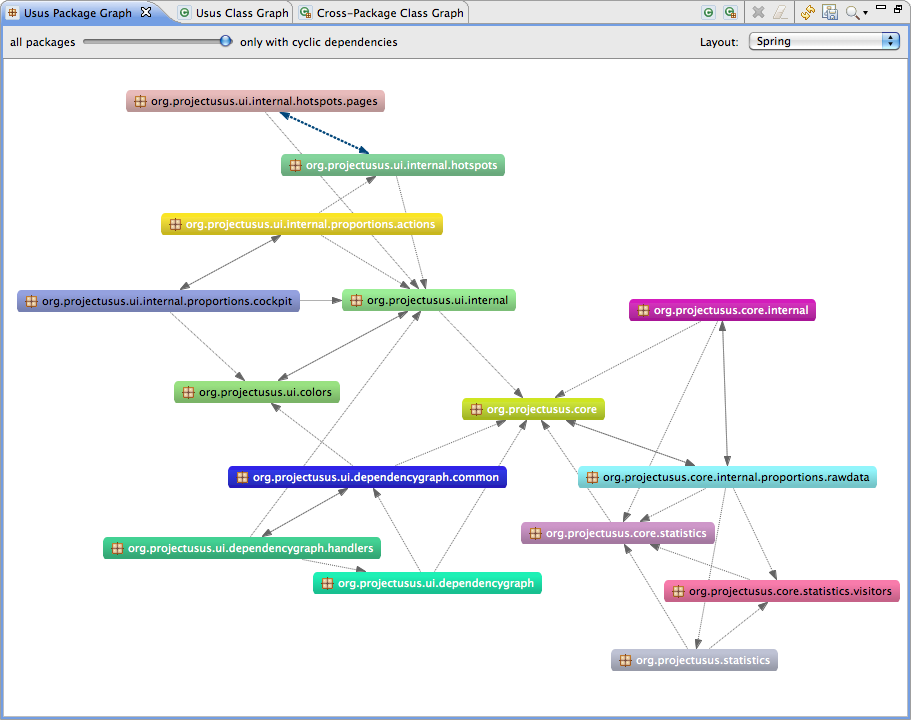 Usus Package Graph
Usus Class Graph
Cross-Package Class Graph
all packages
only with cyclic dependencies
Layout:
Spring
org.projectusus.ui.internal.hotspots.pages
org.projectusus.ui.internal.hotspots
org.projectusus.ui.internal.proportions.actions
org.projectusus.ui.internal.proportions.cockpit
org.projectusus.ui.internal
org.projectusus.core.internal
org.projectusus.ui.colors
org.projectusus.core
org.projectusus.ui.dependencygraph.common
org.projectusus.core.internal.proportions.rawdata
org.projectusus.core.statistics
org.projectusus.ui.dependencygraph.handlers
org.projectusus.ui.dependencygraph
org.projectusus.core.statistics.visitors
org.projectusus.statistics